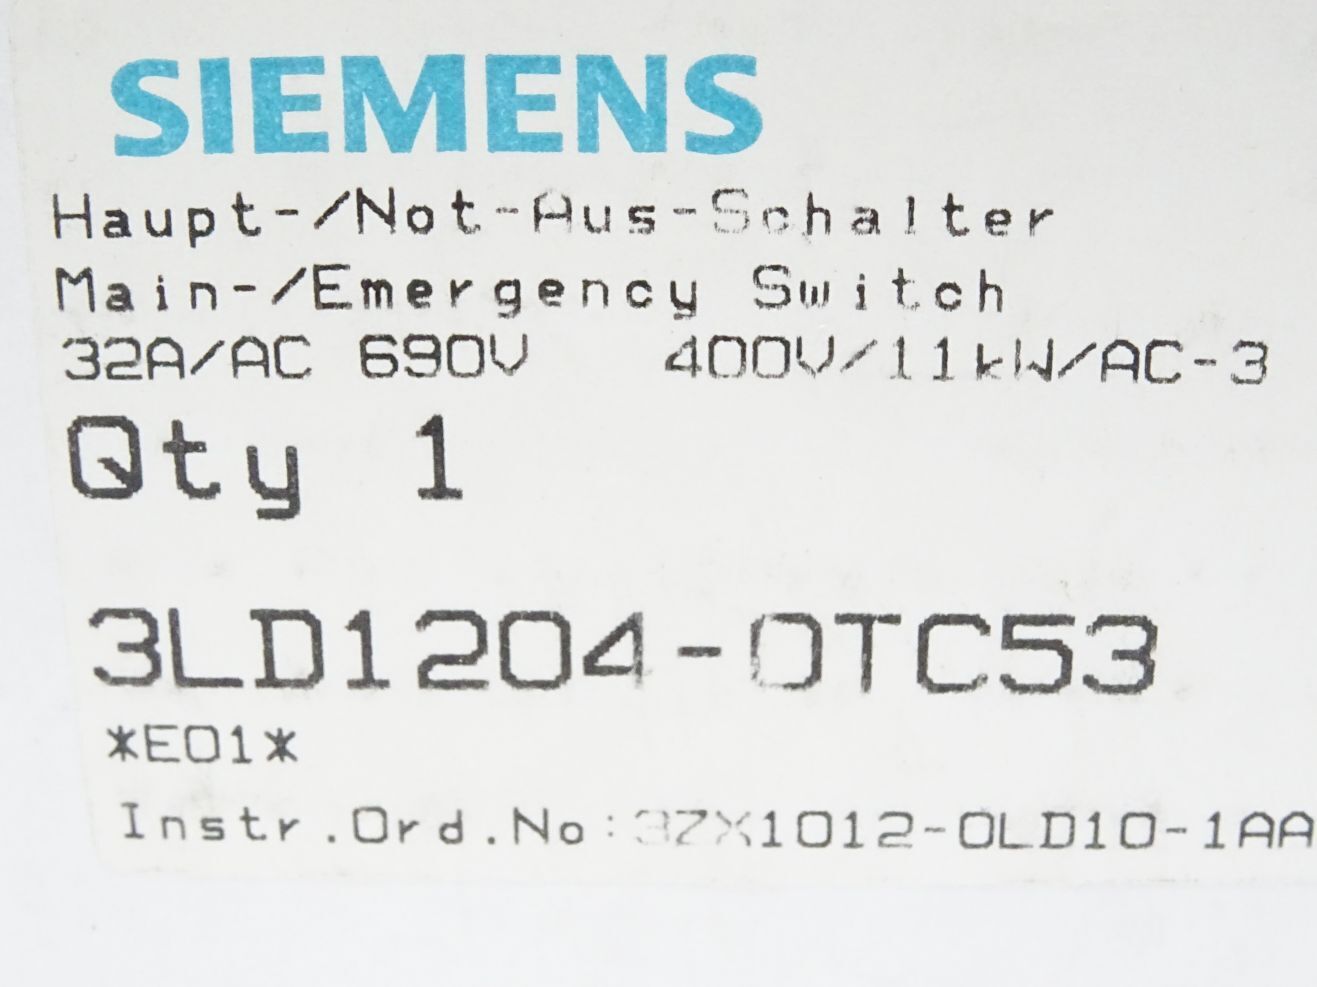 SIEMENS
Haupt-/Not-Aus-Schalter
Main-/Emergency Switch
32A/AC 690V 400V/11kW/AC-3
Qty 1
3LD1204-0TC53
*E01*
Instr.Ord.No:3ZX1012-0LD10-1AA